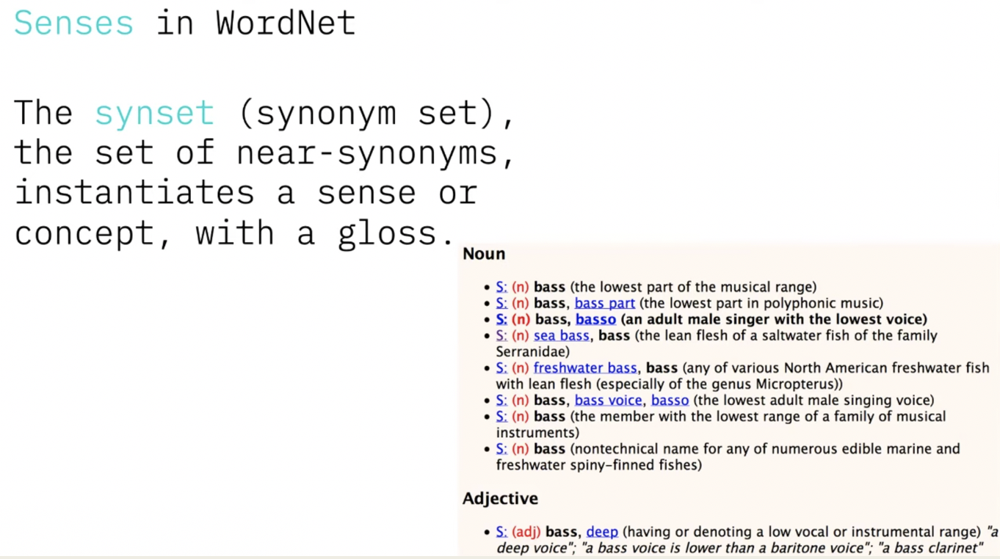 Senses in WordNet
The synset (synonym set),
the set of near-synonyms,
instantiates a sense or
concept, with a gloss.
Noun
• S: (n) bass (the lowest part of the musical range)
• S: (n) bass, bass part (the lowest part in polyphonic music)
• S: (n) bass, basso (an adult male singer with the lowest voice)
• S: (n) sea bass, bass (the lean flesh of a saltwater fish of the family
Serranidae)
• S: (n) freshwater bass, bass (any of various North American freshwater fish
with lean flesh (especially of the genus Micropterus))
• S: (n) bass, bass voice, basso (the lowest adult male singing voice)
• S: (n) bass (the member with the lowest range of a family of musical
instruments)
• S: (n) bass (nontechnical name for any of numerous edible marine and
freshwater spiny-finned fishes)
Adjective
• S: (adj) bass, deep (having or denoting a low vocal or instrumental range) "a
deep voice"; "a bass voice is lower than a baritone voice"; "a bass clarinet"